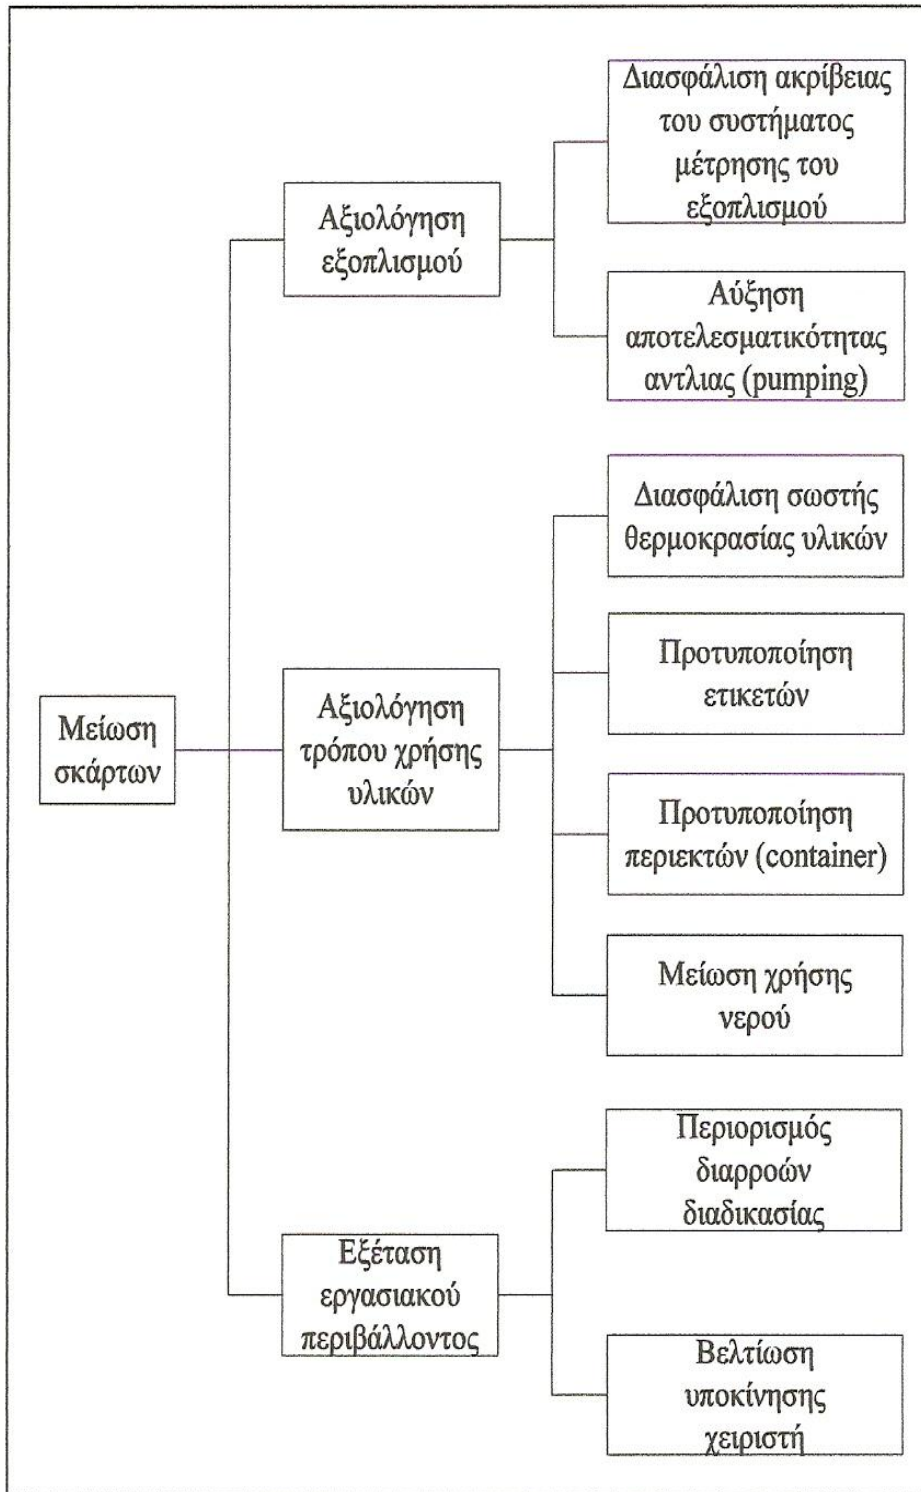 Διασφάλιση ακρίβειας
του συστήματος
μέτρησης του
εξοπλισμού
Αξιολόγηση
εξοπλισμού
Αύξηση
αποτελεσματικότητας
αντλιας (pumping)
Διασφάλιση σωστής
θερμοκρασίας υλικών
Προτυποποίηση
ετικετών
Μείωση
σκάρτων
Αξιολόγηση
τρόπου χρήσης
υλικών
Προτυποποίηση
περιεκτών (container)
Μείωση χρήσης
νερού
Περιορισμός
διαρροών
διαδικασίας
Εξέταση
εργασιακού
περιβάλλοντος
Βελτίωση
υποκίνησης
χειριστή